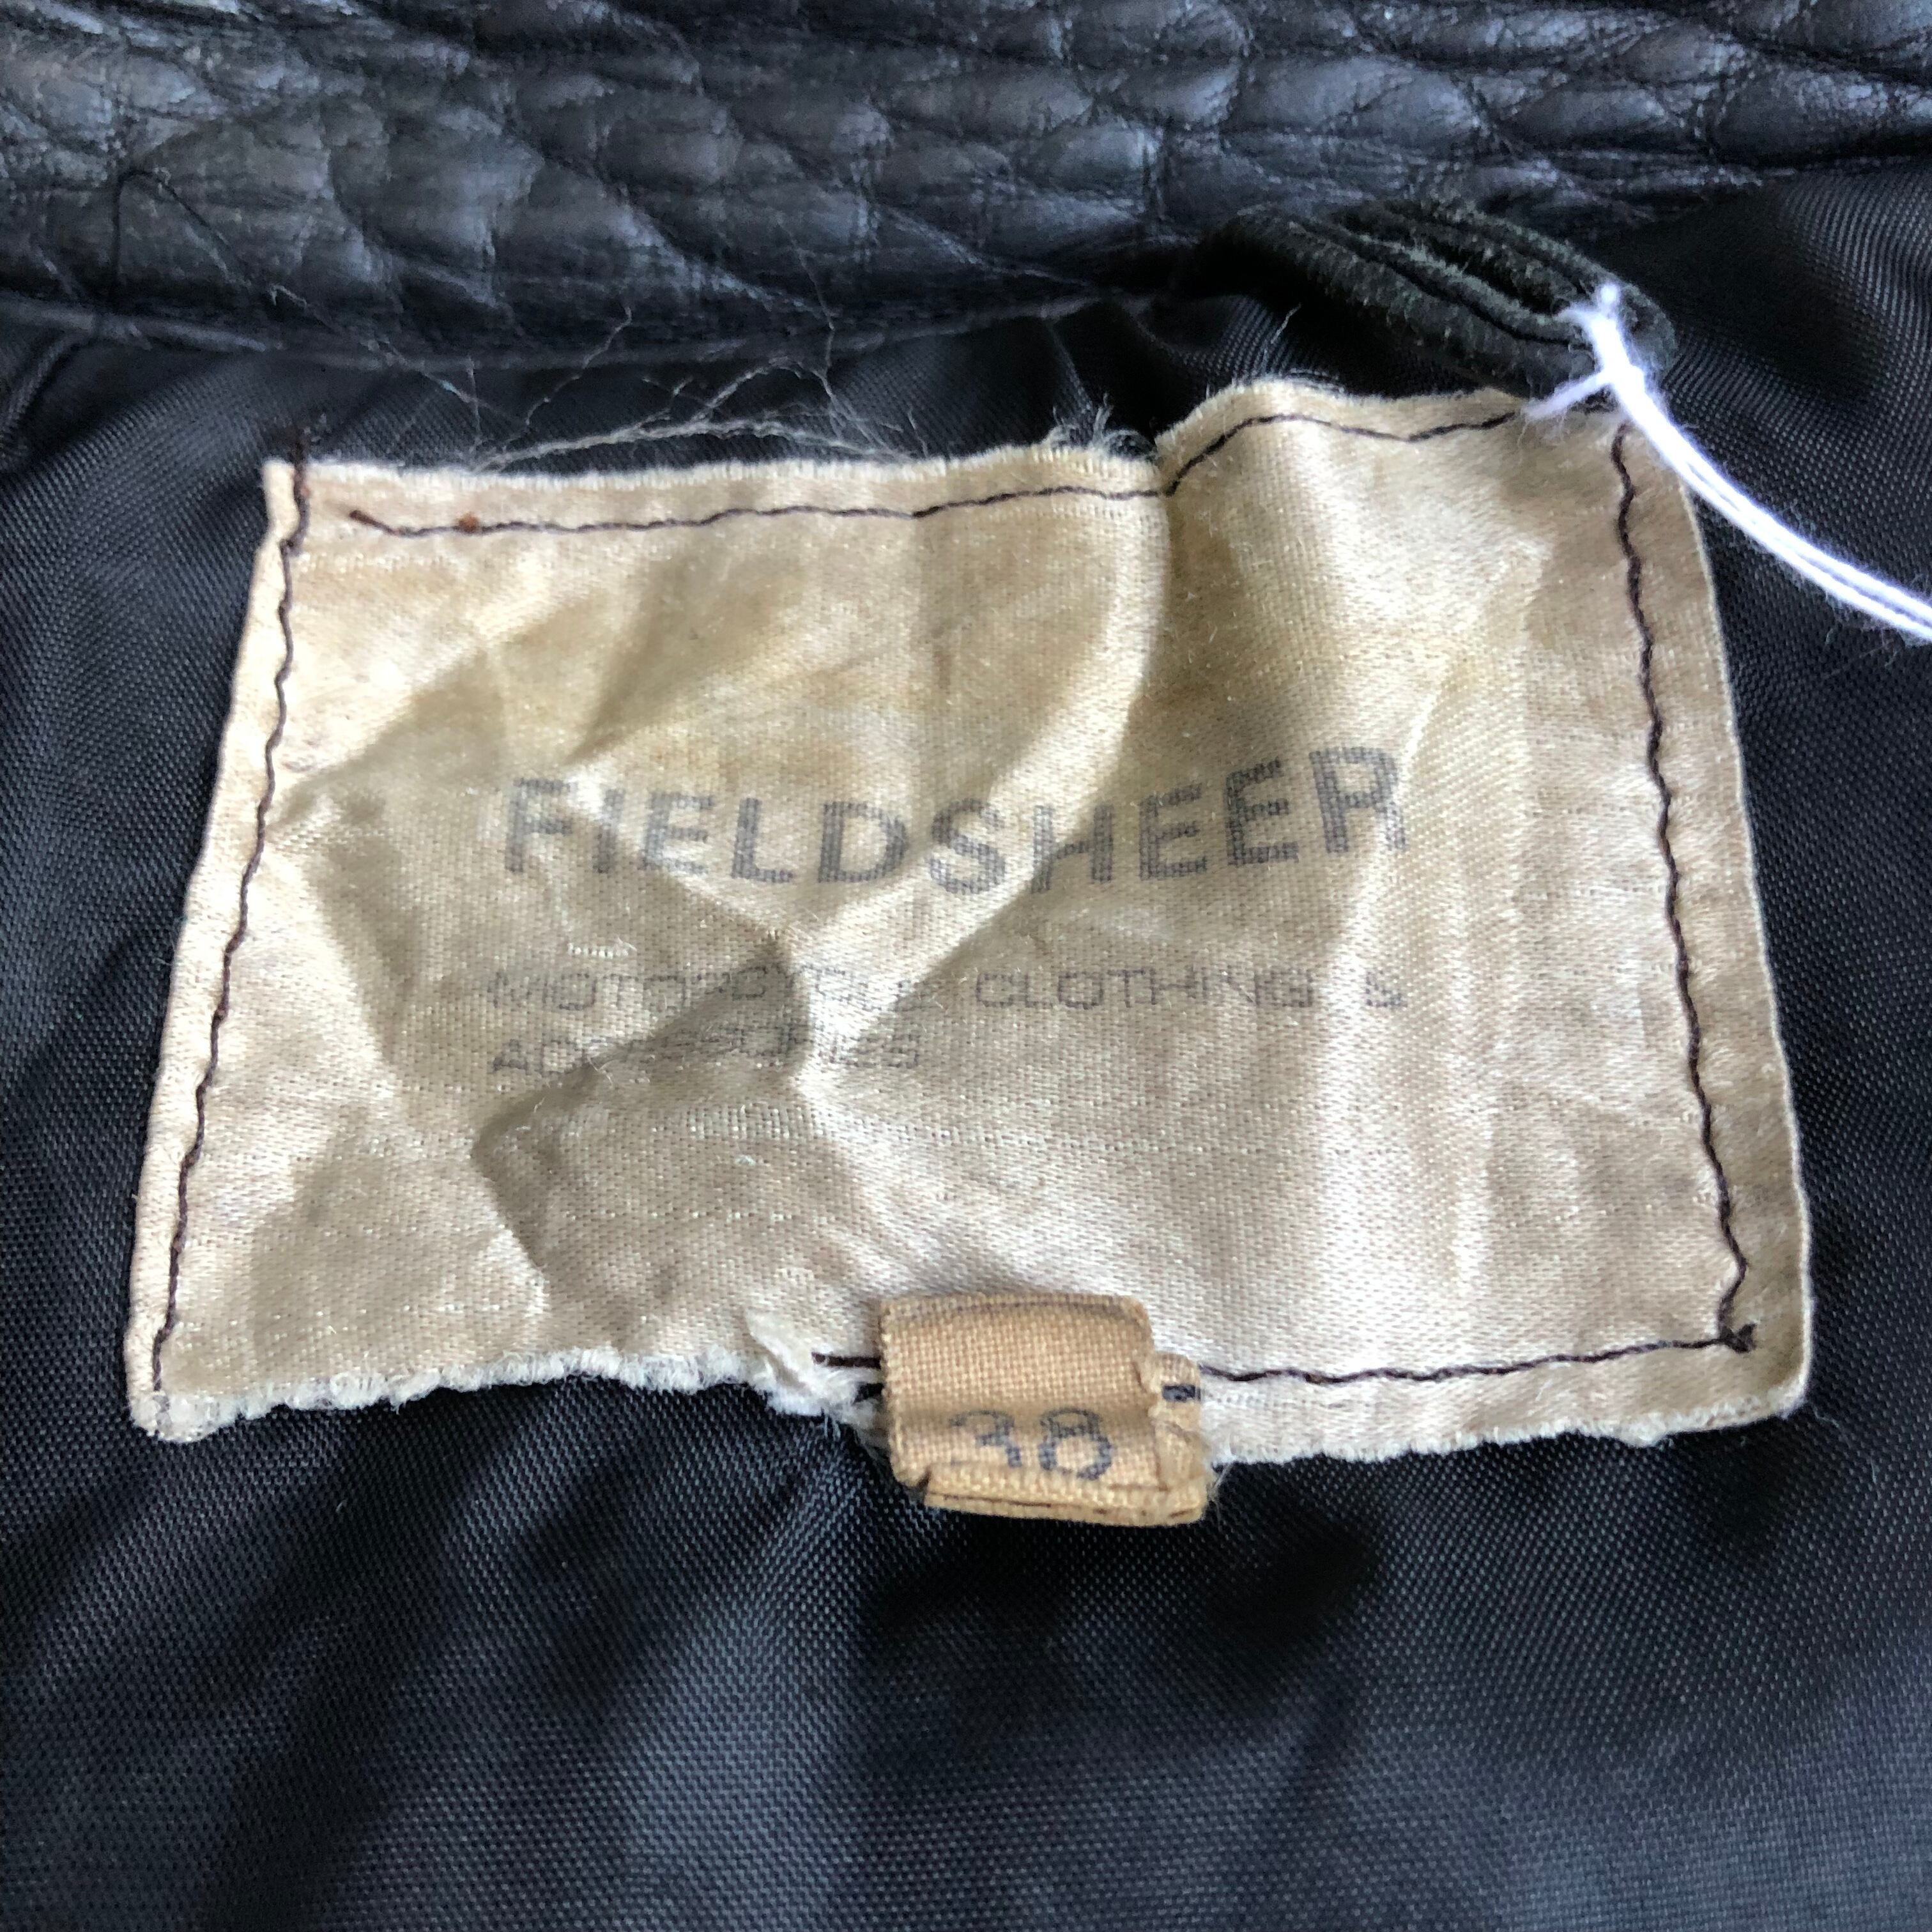 FIELDSHEER
MOTORCYCLE CLOTHING &
ACCESSORIES
38